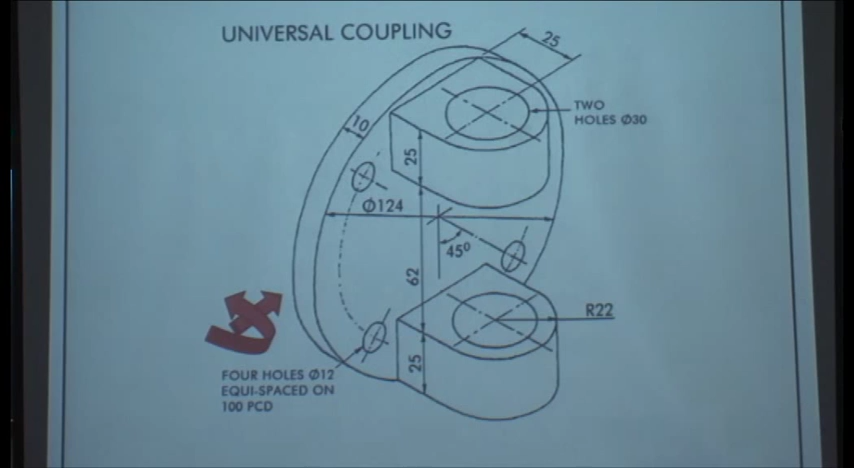 UNIVERSAL COUPLING
25
TWO
HOLES Ø30
10
25
Ø124
45⁰
62
R22
25
FOUR HOLES Ø12
EQUI-SPACED ON
100 PCD